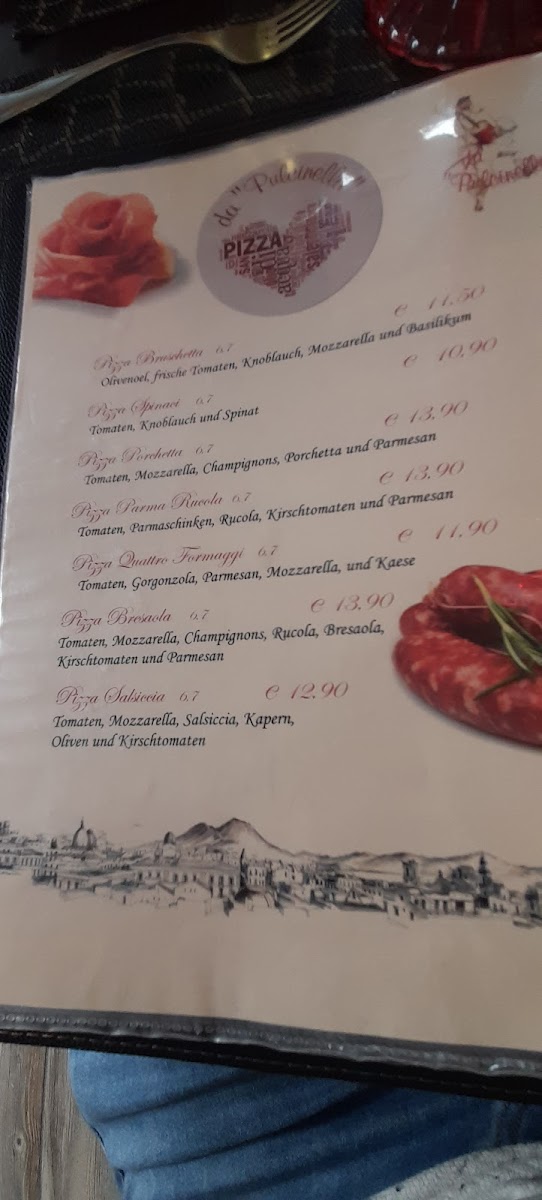 da "Pulcinella"
PIZZA
"Pulcinella
Pizza Bruschetta 6,7 € 11.50
Olivenoel, frische Tomaten, Knoblauch, Mozzarella und Basilikum
Pizza Spinaci 6,7 € 10.90
Tomaten, Knoblauch und Spinat
Pizza Porchetta 6,7 € 13.90
Tomaten, Mozzarella, Champignons, Porchetta und Parmesan
Pizza Parma Rucola 6,7 € 13.90
Tomaten, Parmaschinken, Rucola, Kirschtomaten und Parmesan
Pizza Quattro Formaggi 6,7 € 11.90
Tomaten, Gorgonzola, Parmesan, Mozzarella, und Kaese
Pizza Bresaola 6,7 € 13.90
Tomaten, Mozzarella, Champignons, Rucola, Bresaola,
Kirschtomaten und Parmesan
Pizza Salsiccia 6,7 € 12.90
Tomaten, Mozzarella, Salsiccia, Kapern,
Oliven und Kirschtomaten